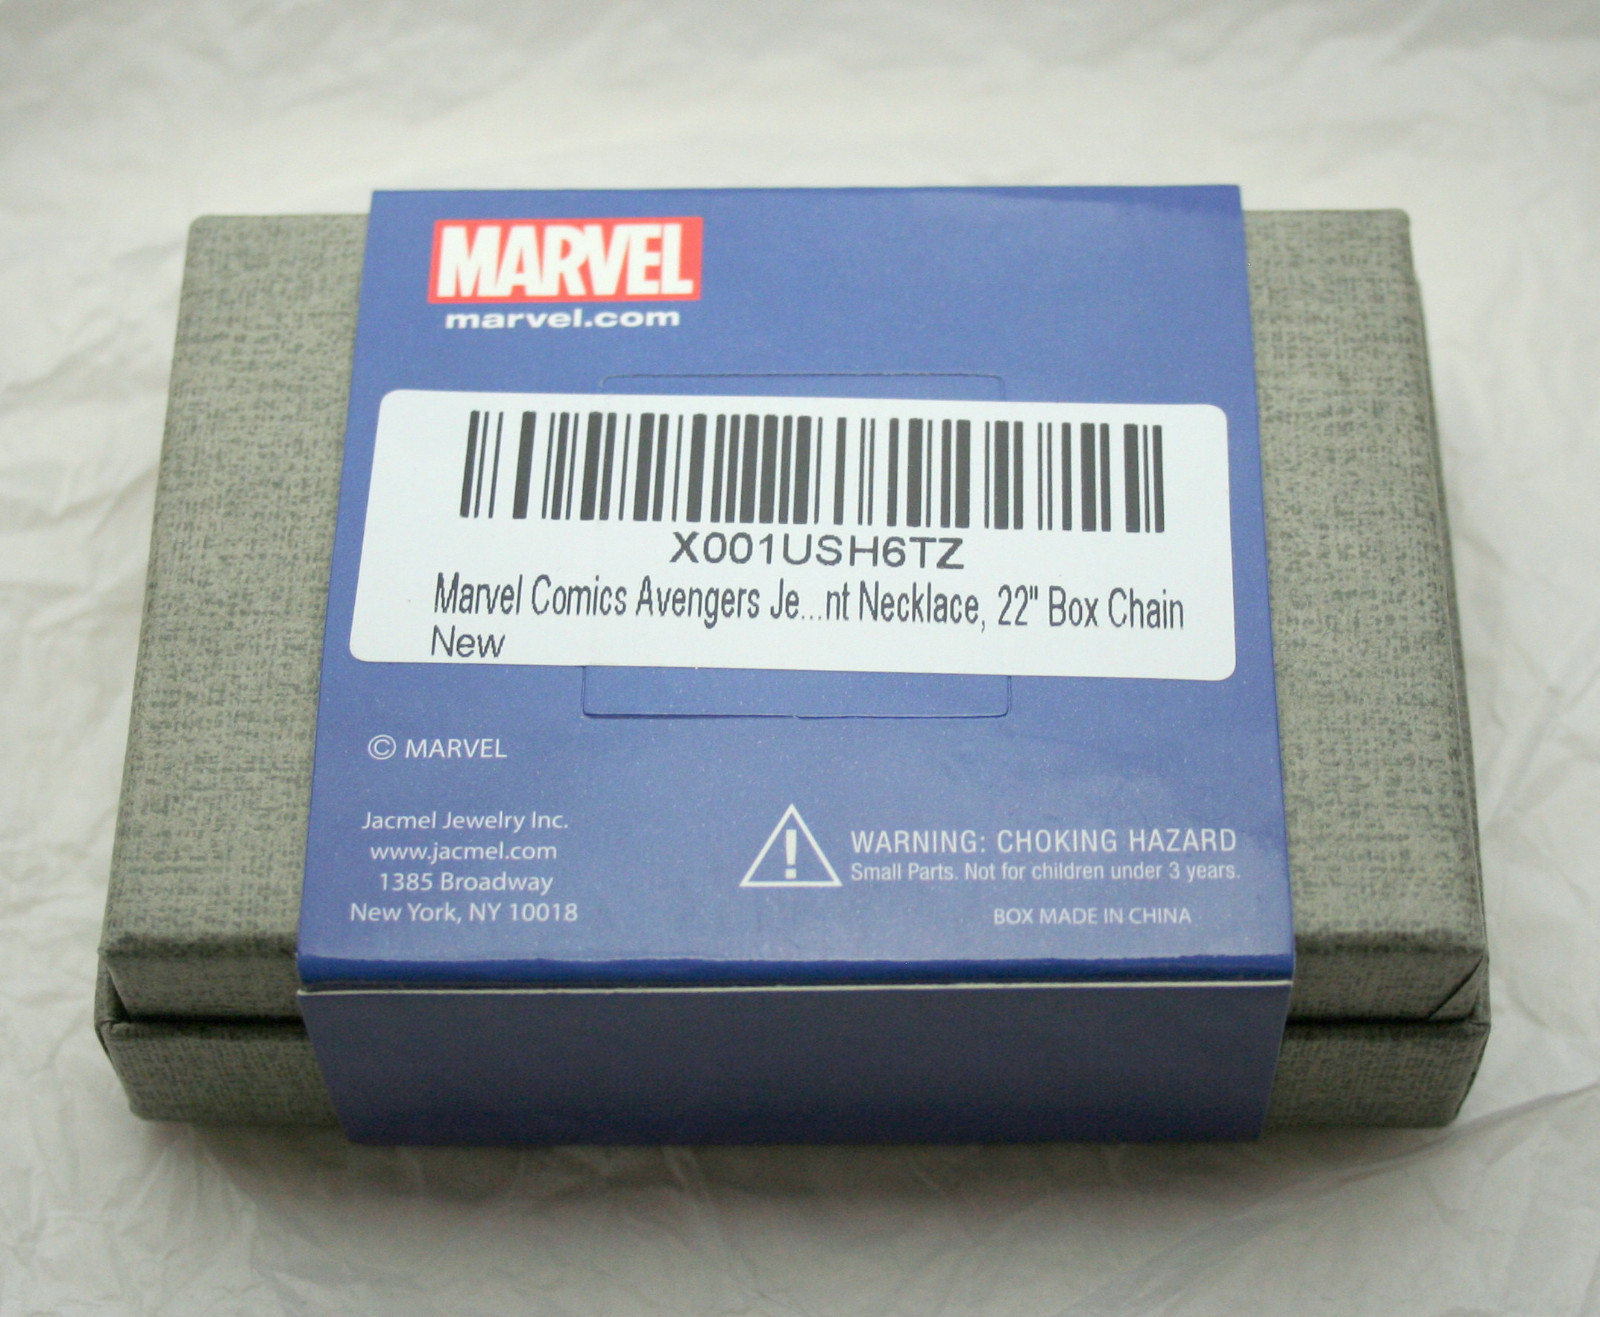 MARVEL
marvel.com
X001USH6TZ
Marvel Comics Avengers Je...nt Necklace, 22" Box Chain
New
© MARVEL
Jacmel Jewelry Inc.
www.jacmel.com
1385 Broadway
New York, NY 10018
WARNING: CHOKING HAZARD
Small Parts. Not for children under 3 years.
BOX MADE IN CHINA